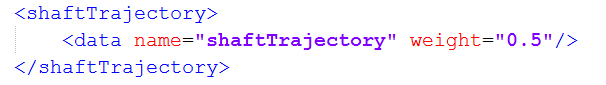 <shaftTrajectory>
<data name="shaftTrajectory" weight="0.5"/>
</shaftTrajectory>